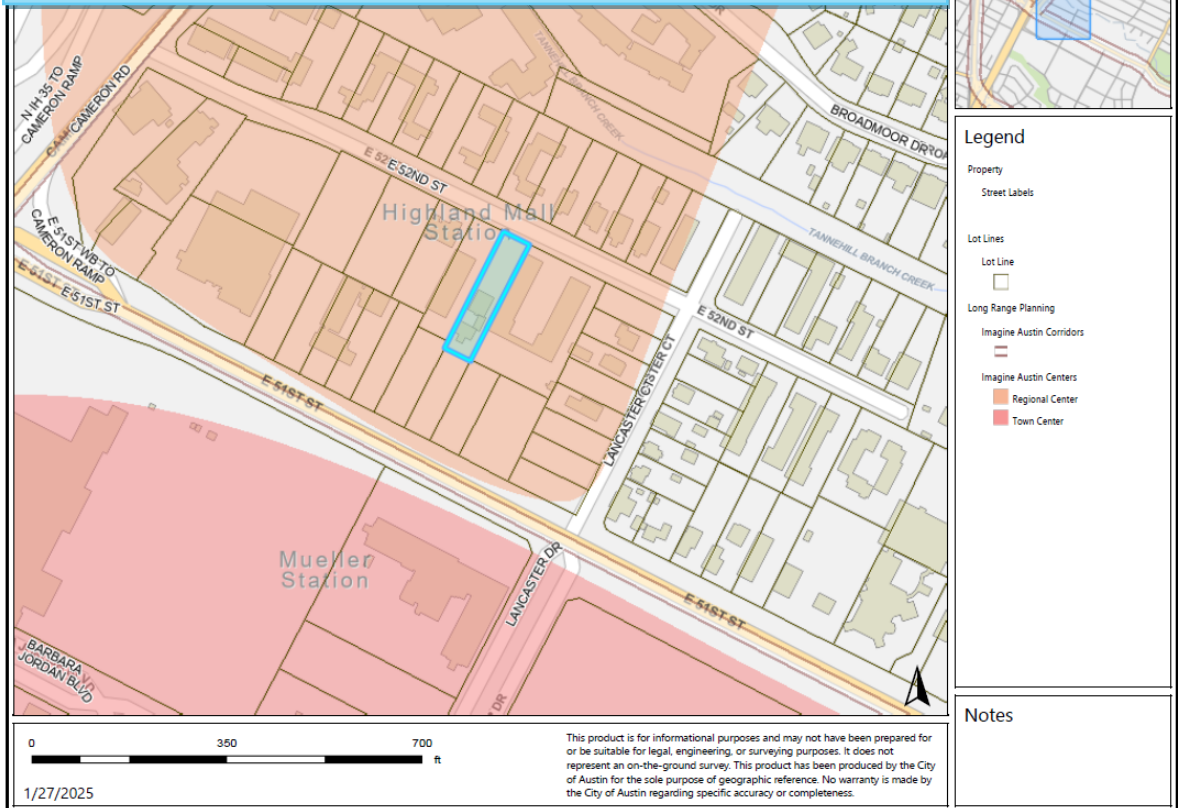 N IH 35 TO
CAMERON RAMP
CAMERON RD
E 52ND ST
TANNEHILL BRANCH CREEK
BROADMOOR DR
Highland Mall
Station
E 51ST WB TO
CAMERON RAMP
TANNEHILL BRANCH CREEK
E 51ST ST
E 51ST ST
E 52ND ST
LANCASTER CT
E 51ST ST
Mueller
Station
LANCASTER DR
E 51ST ST
BARBARA
JORDAN BLVD
DR
Legend
Property
Street Labels
Lot Lines
Lot Line
Long Range Planning
Imagine Austin Corridors
Imagine Austin Centers
Regional Center
Town Center
Notes
0 350 700
ft
1/27/2025
This product is for informational purposes and may not have been prepared for
or be suitable for legal, engineering, or surveying purposes. It does not
represent an on-the-ground survey. This product has been produced by the City
of Austin for the sole purpose of geographic reference. No warranty is made by
the City of Austin regarding specific accuracy or completeness.